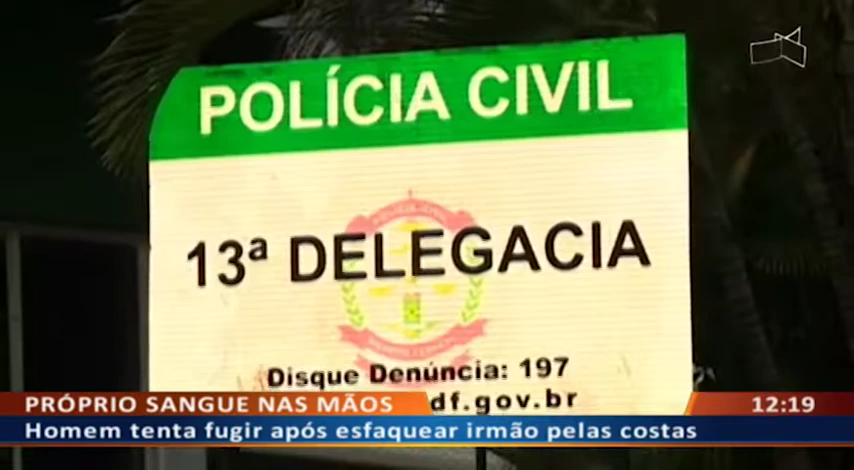 POLÍCIA CIVIL
13ª DELEGACIA
Disque Denúncia: 197
df.gov.br
PRÓPRIO SANGUE NAS MÃOS
12:19
Homem tenta fugir após esfaquear irmão pelas costas